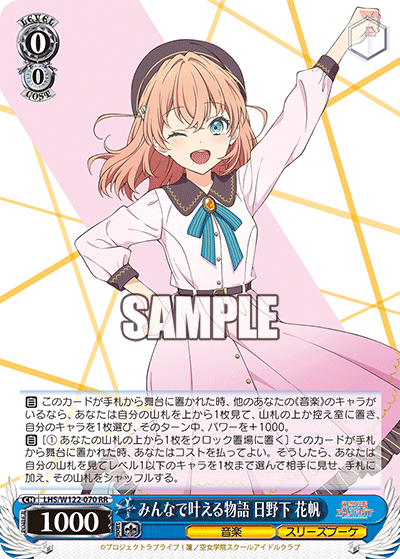 LEVEL
0
0
COST
SAMPLE
自 このカードが手札から舞台に置かれた時、他のあなたの《音楽》のキャラが
いるなら、あなたは自分の山札を上から1枚見て、山札の上か控え室に置き、
自分のキャラを1枚選び、そのターン中、パワーを+1000。
自 [① あなたの山札の上から1枚をクロック置場に置く] このカードが手札
から舞台に置かれた時、あなたはコストを払ってよい。そうしたら、あなたは
自分の山札を見てレベル1以下のキャラを1枚まで選んで相手に見せ、手札に
加え、その山札をシャッフルする。
CH LHS/W122-070 RR
1000
みんなで叶える物語 日野下 花帆
音楽 スリーズブーケ
©プロジェクトラブライブ!蓮ノ空女学院スクールアイドルクラブ